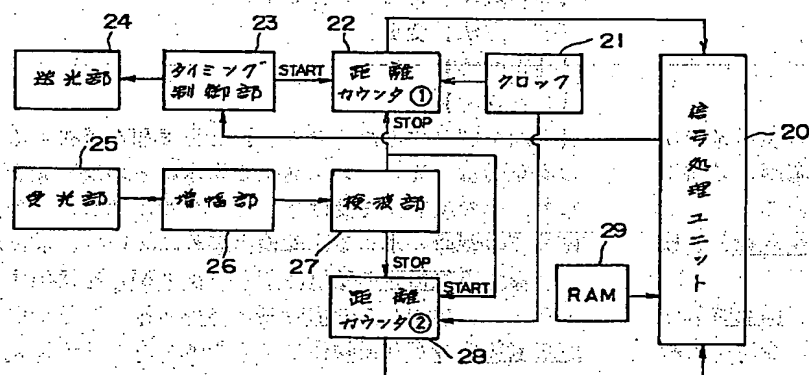 24
23
22
21
送光部
タイミング
制御部
START
距離
カウンタ①
クロック
STOP
信号処理ユニット
20
25
受光部
増幅部
検波部
26
27
STOP
START
29
RAM
距離
カウンタ②
28